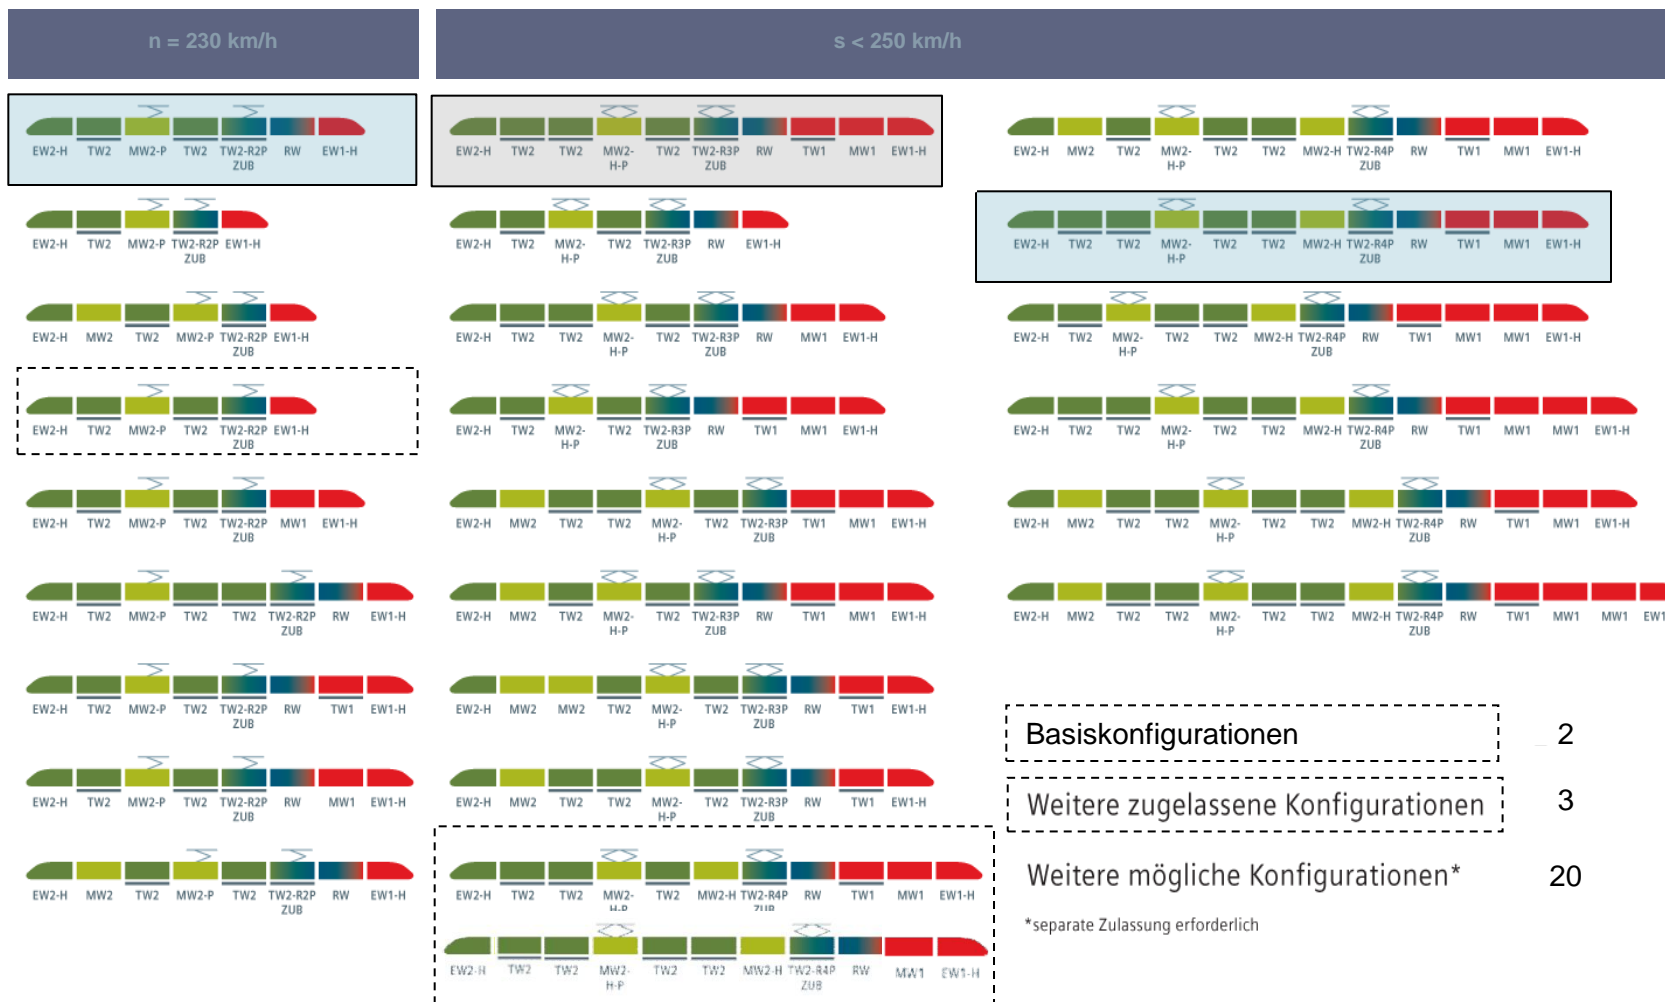 n = 230 km/h
s < 250 km/h
EW2-H TW2 MW2-P TW2 TW2-R2P ZUB RW EW1-H
EW2-H TW2 MW2-P TW2-R2P ZUB EW1-H
EW2-H MW2 TW2 MW2-P TW2-R2P ZUB EW1-H
EW2-H TW2 MW2-P TW2 TW2-R2P ZUB EW1-H
EW2-H TW2 MW2-P TW2 TW2-R2P ZUB MW1 EW1-H
EW2-H TW2 MW2-P TW2 TW2 TW2-R2P ZUB RW EW1-H
EW2-H TW2 MW2-P TW2 TW2-R2P ZUB RW TW1 EW1-H
EW2-H TW2 MW2-P TW2 TW2-R2P ZUB RW MW1 EW1-H
EW2-H MW2 TW2 MW2-P TW2 TW2-R2P ZUB RW EW1-H
EW2-H TW2 TW2 MW2-H-P TW2 TW2-R3P ZUB RW TW1 MW1 EW1-H
EW2-H TW2 MW2-H-P TW2 TW2-R3P ZUB RW EW1-H
EW2-H TW2 TW2 MW2-H-P TW2 TW2-R3P ZUB RW MW1 EW1-H
EW2-H TW2 MW2-H-P TW2 TW2-R3P ZUB RW TW1 MW1 EW1-H
EW2-H MW2 TW2 TW2 MW2-H-P TW2 TW2-R3P ZUB TW1 MW1 EW1-H
EW2-H MW2 TW2 MW2-H-P TW2 TW2-R3P ZUB RW TW1 MW1 EW1-H
EW2-H MW2 MW2 TW2 MW2-H-P TW2 TW2-R3P ZUB RW TW1 EW1-H
EW2-H MW2 TW2 TW2 MW2-H-P TW2 TW2-R3P ZUB RW TW1 EW1-H
EW2-H TW2 TW2 MW2-H-P TW2 MW2-H TW2-R4P ZUB RW TW1 MW1 EW1-H
EW2-H TW2 TW2 MW2-H-P TW2 TW2 MW2-H TW2-R4P ZUB RW MW1 EW1-H
EW2-H MW2 TW2 MW2-H-P TW2 TW2 MW2-H TW2-R4P ZUB RW TW1 MW1 EW1-H
EW2-H TW2 TW2 MW2-H-P TW2 TW2 MW2-H TW2-R4P ZUB RW TW1 MW1 EW1-H
EW2-H TW2 MW2-H-P TW2 TW2 MW2-H TW2-R4P ZUB RW TW1 MW1 MW1 EW1-H
EW2-H TW2 TW2 MW2-H-P TW2 TW2 MW2-H TW2-R4P ZUB RW TW1 MW1 MW1 EW1-H
EW2-H MW2 TW2 TW2 MW2-H-P TW2 TW2 MW2-H TW2-R4P ZUB RW TW1 MW1 EW1-H
EW2-H MW2 TW2 TW2 MW2-H-P TW2 TW2 MW2-H TW2-R4P ZUB RW TW1 MW1 MW1 EW1
Basiskonfigurationen 2
Weitere zugelassene Konfigurationen 3
Weitere mögliche Konfigurationen* 20
*separate Zulassung erforderlich